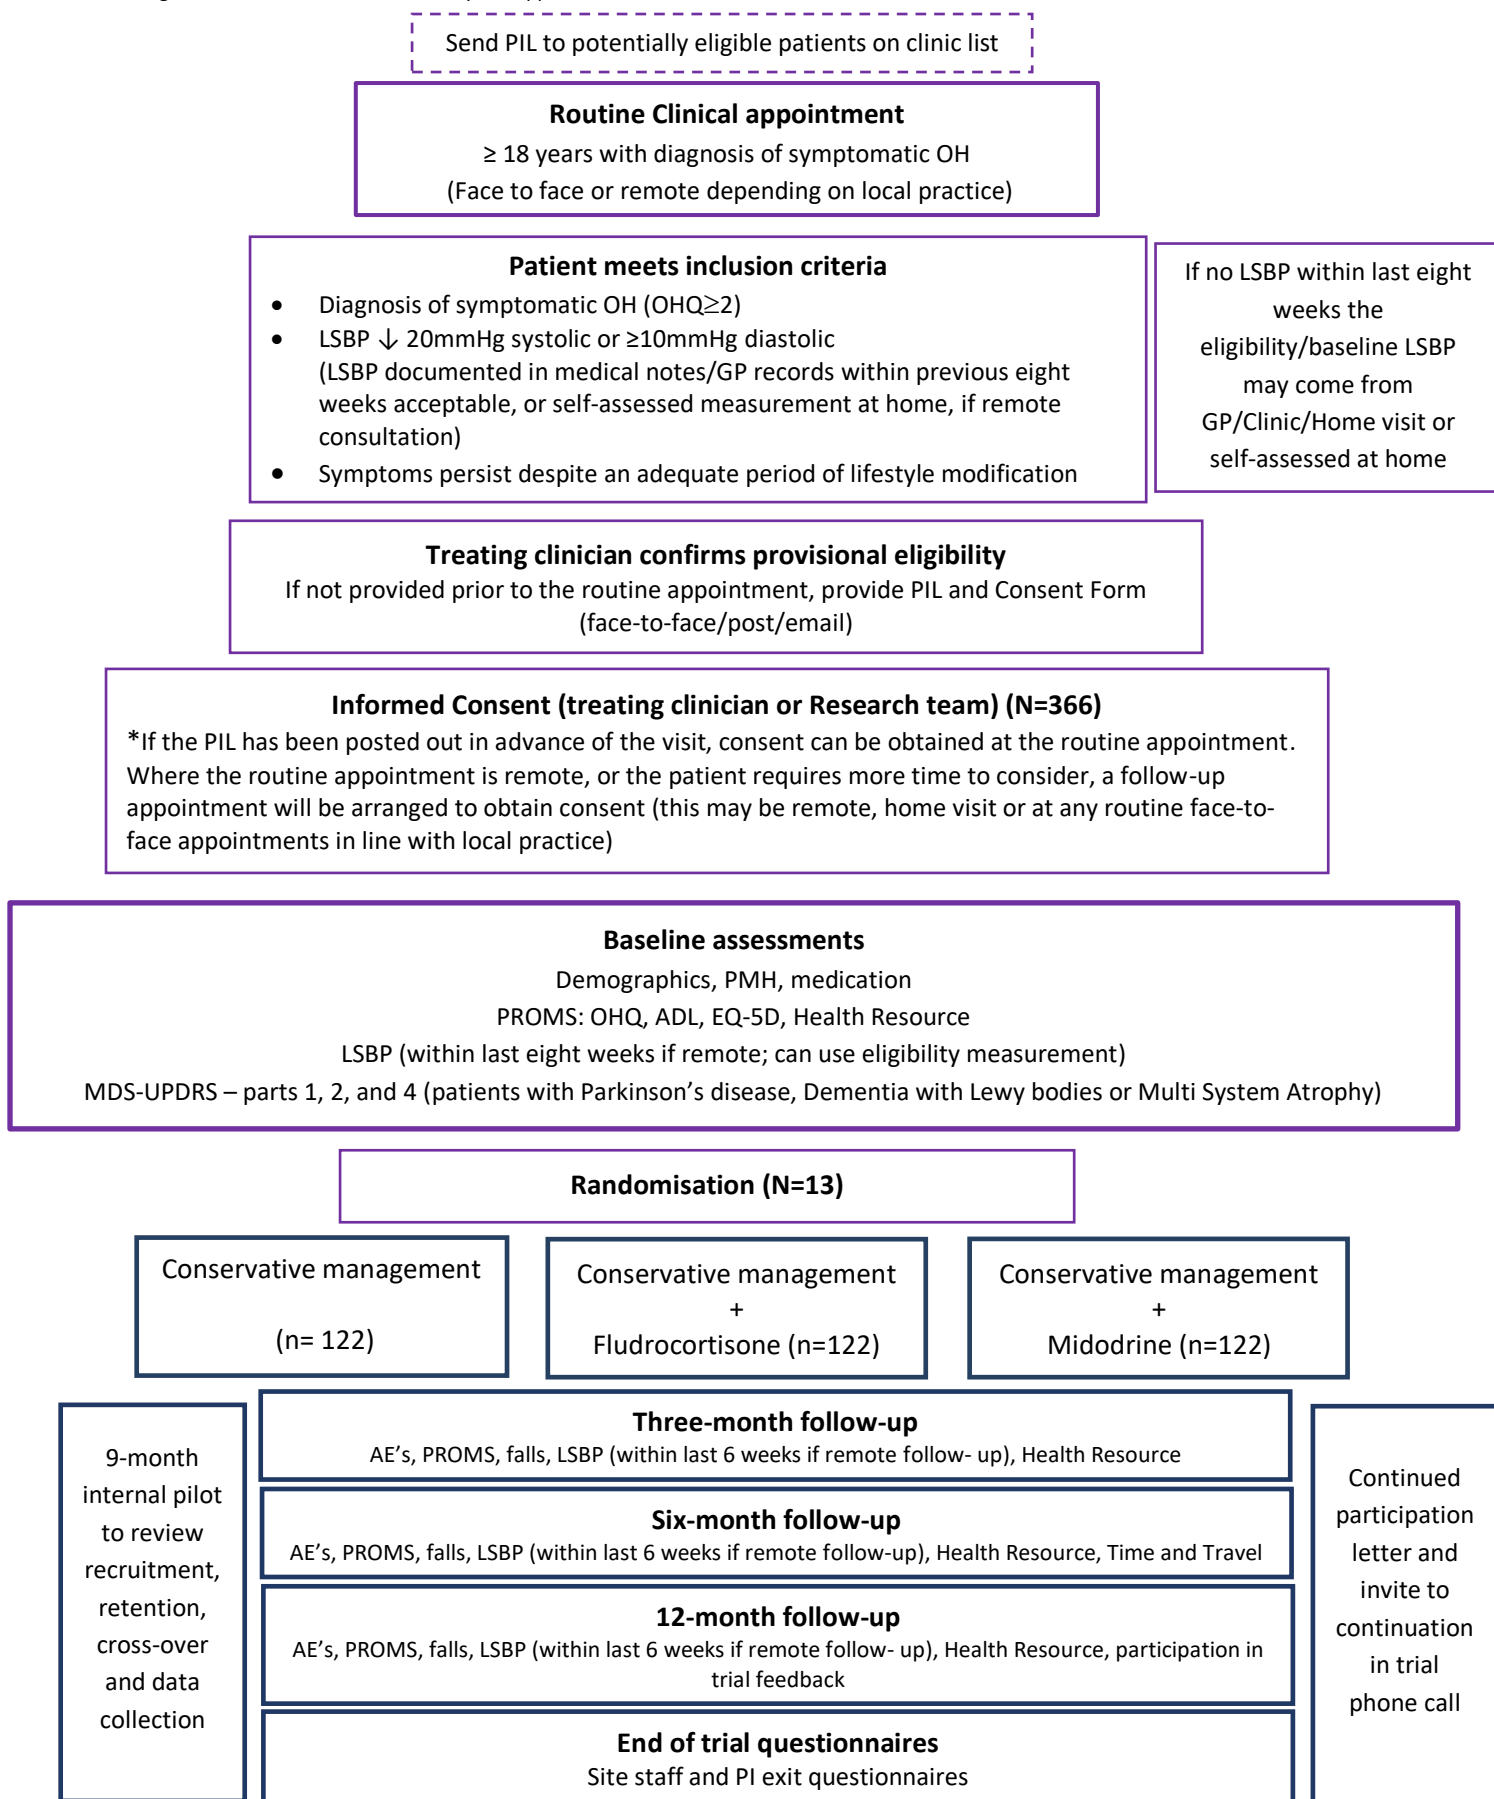 Send PIL to potentially eligible patients on clinic list
Routine Clinical appointment
≥ 18 years with diagnosis of symptomatic OH
(Face to face or remote depending on local practice)
Patient meets inclusion criteria
• Diagnosis of symptomatic OH (OHQ≥2)
• LSBP ↓ 20mmHg systolic or ≥10mmHg diastolic
(LSBP documented in medical notes/GP records within previous eight
weeks acceptable, or self-assessed measurement at home, if remote
consultation)
• Symptoms persist despite an adequate period of lifestyle modification
If no LSBP within last eight
weeks the
eligibility/baseline LSBP
may come from
GP/Clinic/Home visit or
self-assessed at home
Treating clinician confirms provisional eligibility
If not provided prior to the routine appointment, provide PIL and Consent Form
(face-to-face/post/email)
Informed Consent (treating clinician or Research team) (N=366)
*If the PIL has been posted out in advance of the visit, consent can be obtained at the routine appointment.
Where the routine appointment is remote, or the patient requires more time to consider, a follow-up
appointment will be arranged to obtain consent (this may be remote, home visit or at any routine face-to-
face appointments in line with local practice)
Baseline assessments
Demographics, PMH, medication
PROMS: OHQ, ADL, EQ-5D, Health Resource
LSBP (within last eight weeks if remote; can use eligibility measurement)
MDS-UPDRS – parts 1, 2, and 4 (patients with Parkinson's disease, Dementia with Lewy bodies or Multi System Atrophy)
Randomisation (N=13)
Conservative management
(n= 122)
Conservative management
+
Fludrocortisone (n=122)
Conservative management
+
Midodrine (n=122)
9-month
internal pilot
to review
recruitment,
retention,
cross-over
and data
collection
Three-month follow-up
AE's, PROMS, falls, LSBP (within last 6 weeks if remote follow- up), Health Resource
Six-month follow-up
AE's, PROMS, falls, LSBP (within last 6 weeks if remote follow-up), Health Resource, Time and Travel
12-month follow-up
AE's, PROMS, falls, LSBP (within last 6 weeks if remote follow- up), Health Resource, participation in
trial feedback
End of trial questionnaires
Site staff and PI exit questionnaires
Continued
participation
letter and
invite to
continuation
in trial
phone call